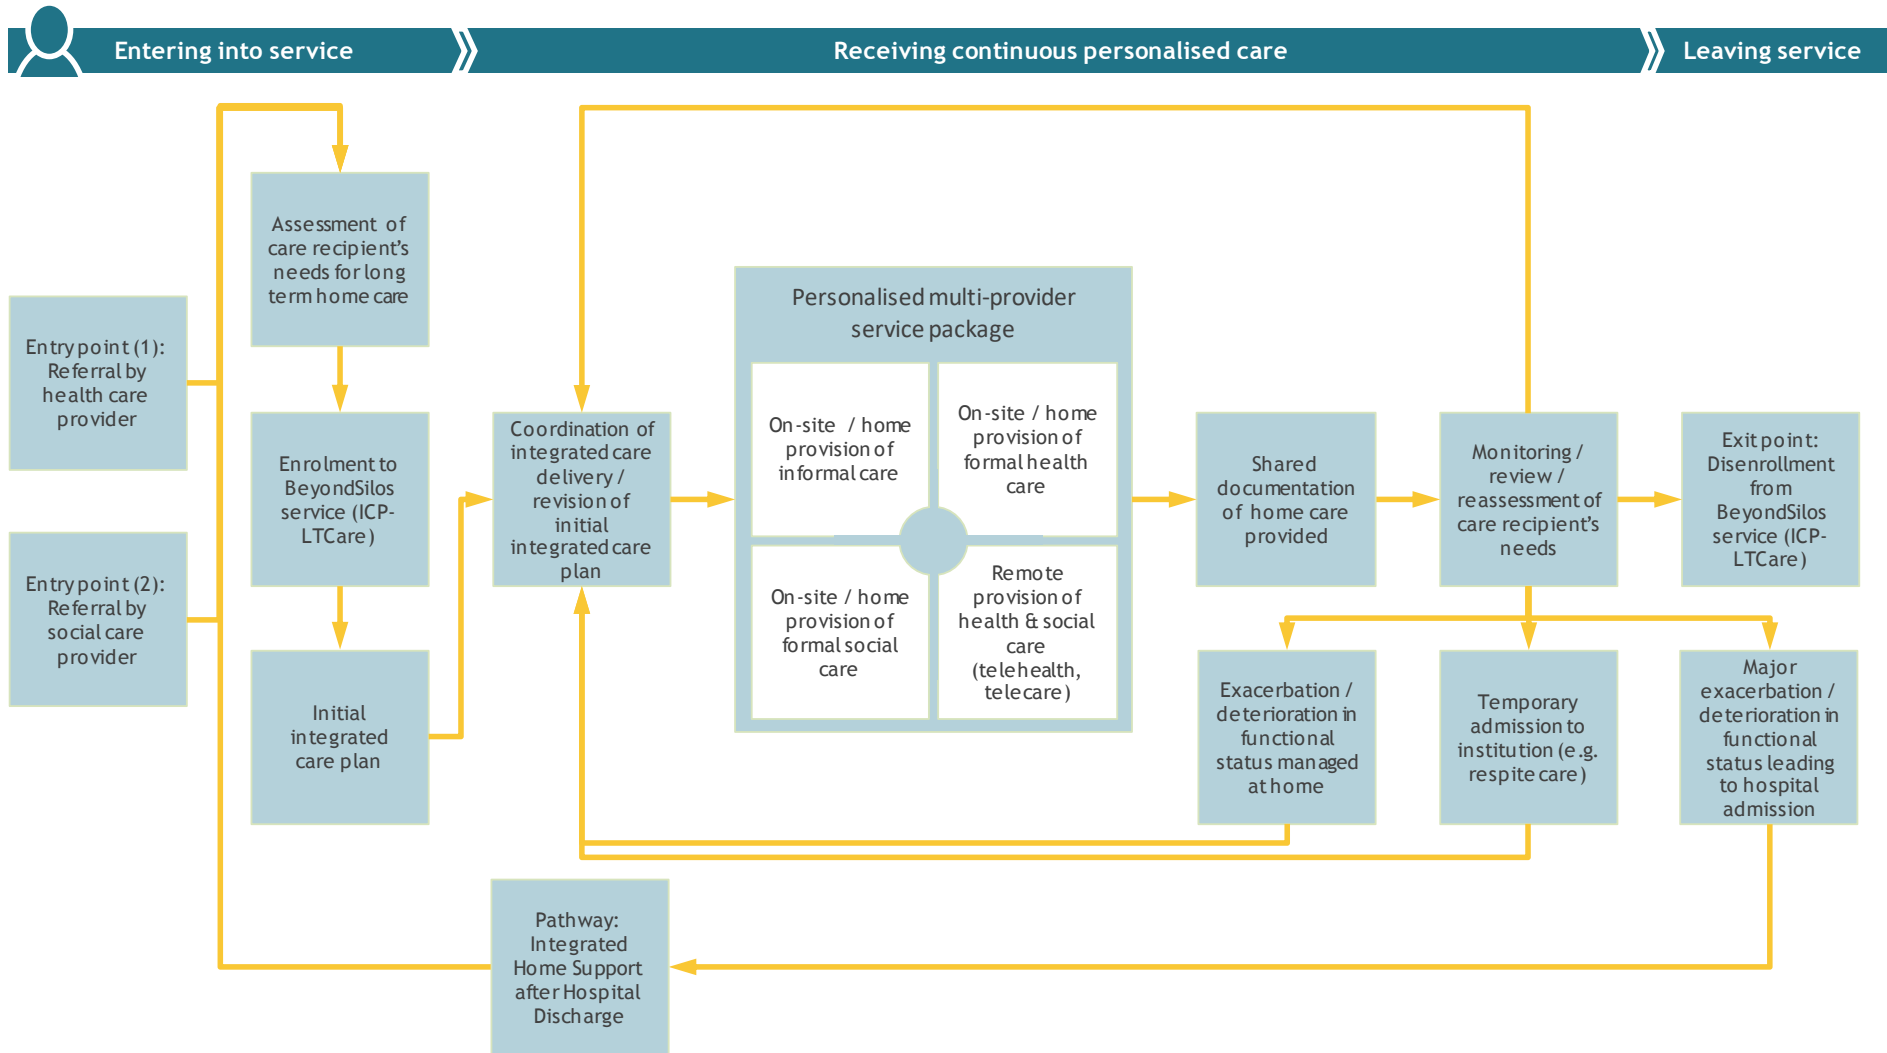 Entering into service
Receiving continuous personalised care
Leaving service
Entry point (1):
Referral by
health care
provider
Entry point (2):
Referral by
social care
provider
Assessment of
care recipient's
needs for long
term home care
Enrolment to
BeyondSilos
service (ICP-
LTCare)
Initial
integrated
care plan
Coordination of
integrated care
delivery /
revision of
initial
integrated care
plan
Personalised multi-provider
service package
On-site / home
provision of
informal care
On-site / home
provision of
formal health
care
On-site / home
provision of
formal social
care
Remote
provision of
health & social
care
(telehealth,
telecare)
Shared
documentation
of home care
provided
Monitoring /
review /
reassessment of
care recipient's
needs
Exit point:
Disenrollment
from
BeyondSilos
service (ICP-
LTCare)
Exacerbation /
deterioration in
functional
status managed
at home
Temporary
admission to
institution (e.g.
respite care)
Major
exacerbation /
deterioration in
functional
status leading
to hospital
admission
Pathway:
Integrated
Home Support
after Hospital
Discharge